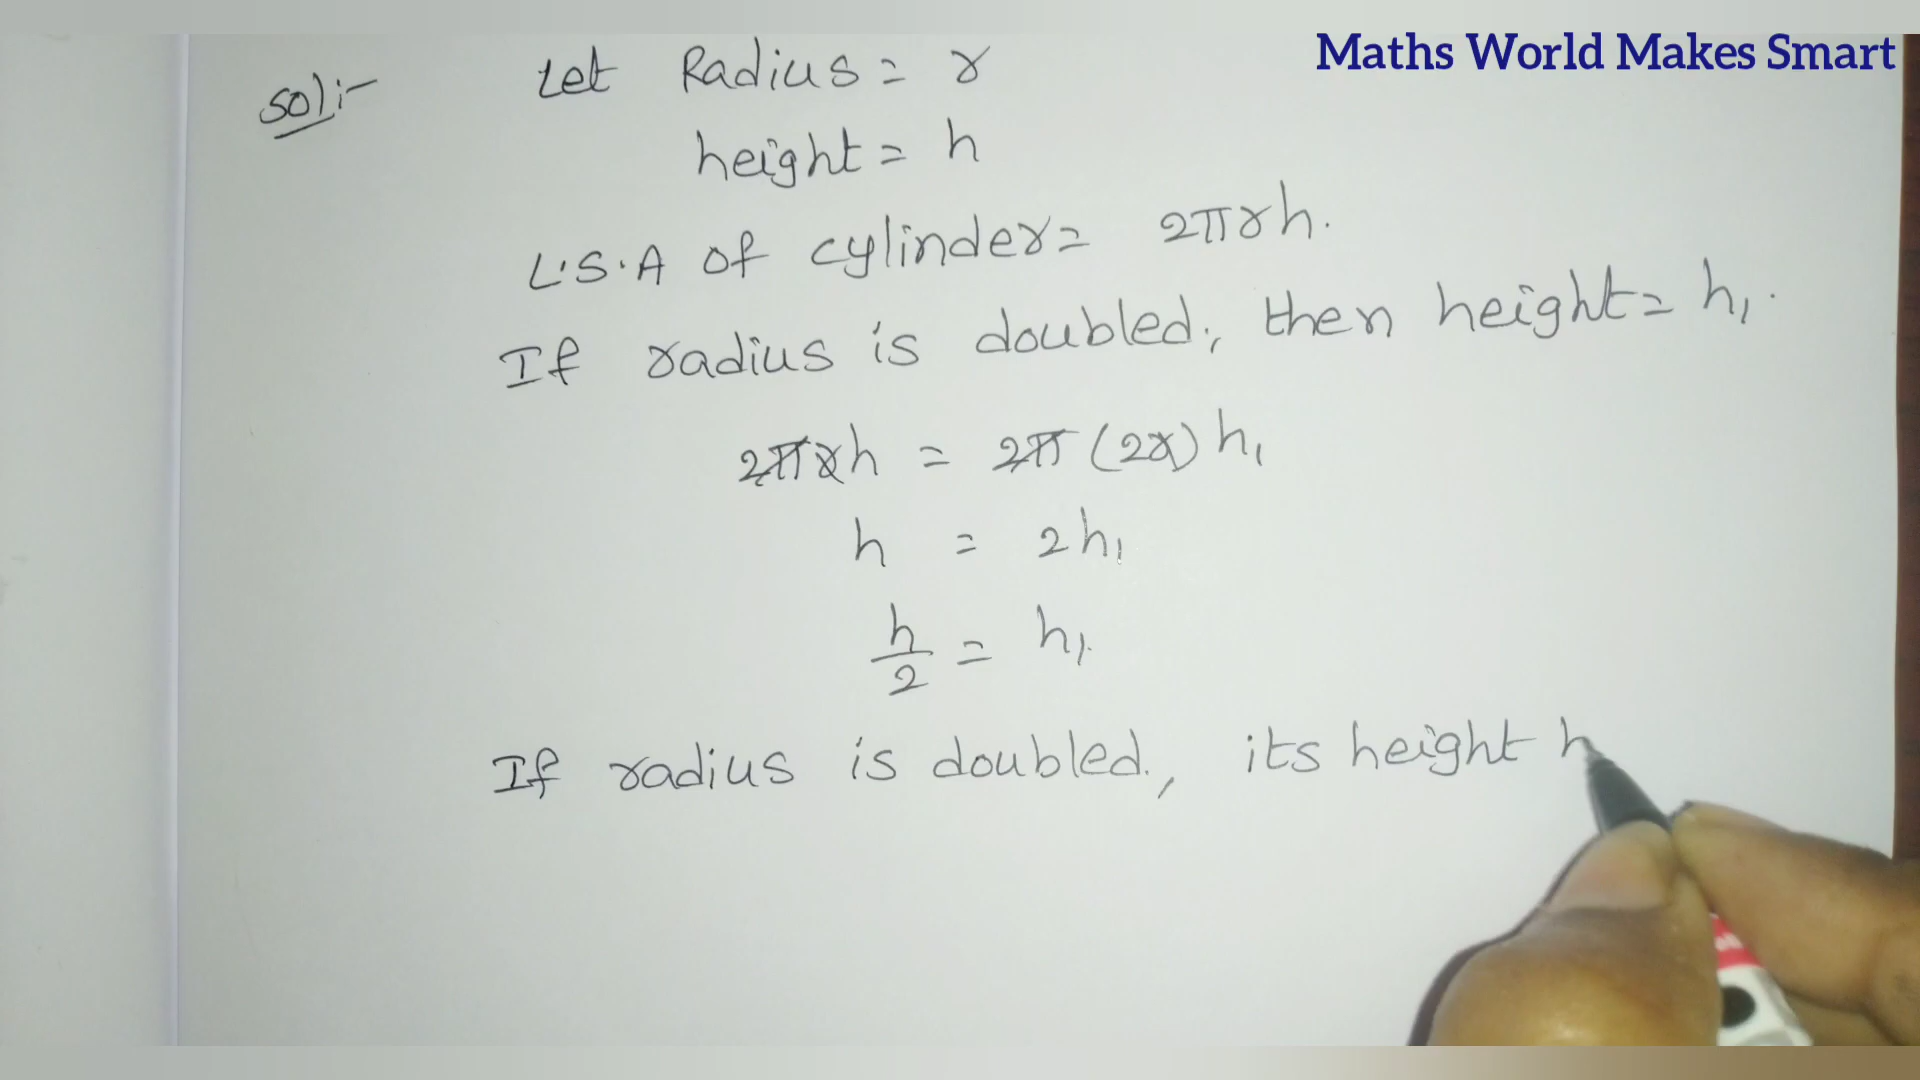 Maths World Makes Smart
Sol:-
Let Radius = r
height = h
L.S.A of cylinder = 2πrh.
If radius is doubled, then height = h₁.
2πrh = 2π (2r) h₁
h = 2h₁
h/2 = h₁.
If radius is doubled., its height h